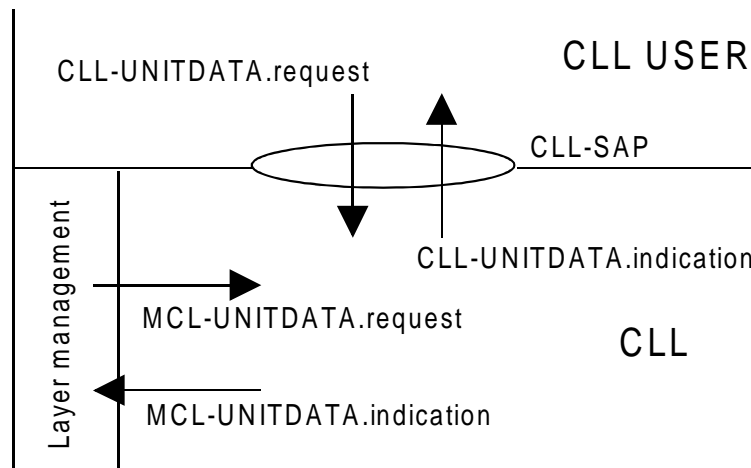 CLL USER
CLL-UNITDATA.request
CLL-SAP
Layer management
CLL-UNITDATA.indication
MCL-UNITDATA.request
CLL
MCL-UNITDATA.indication